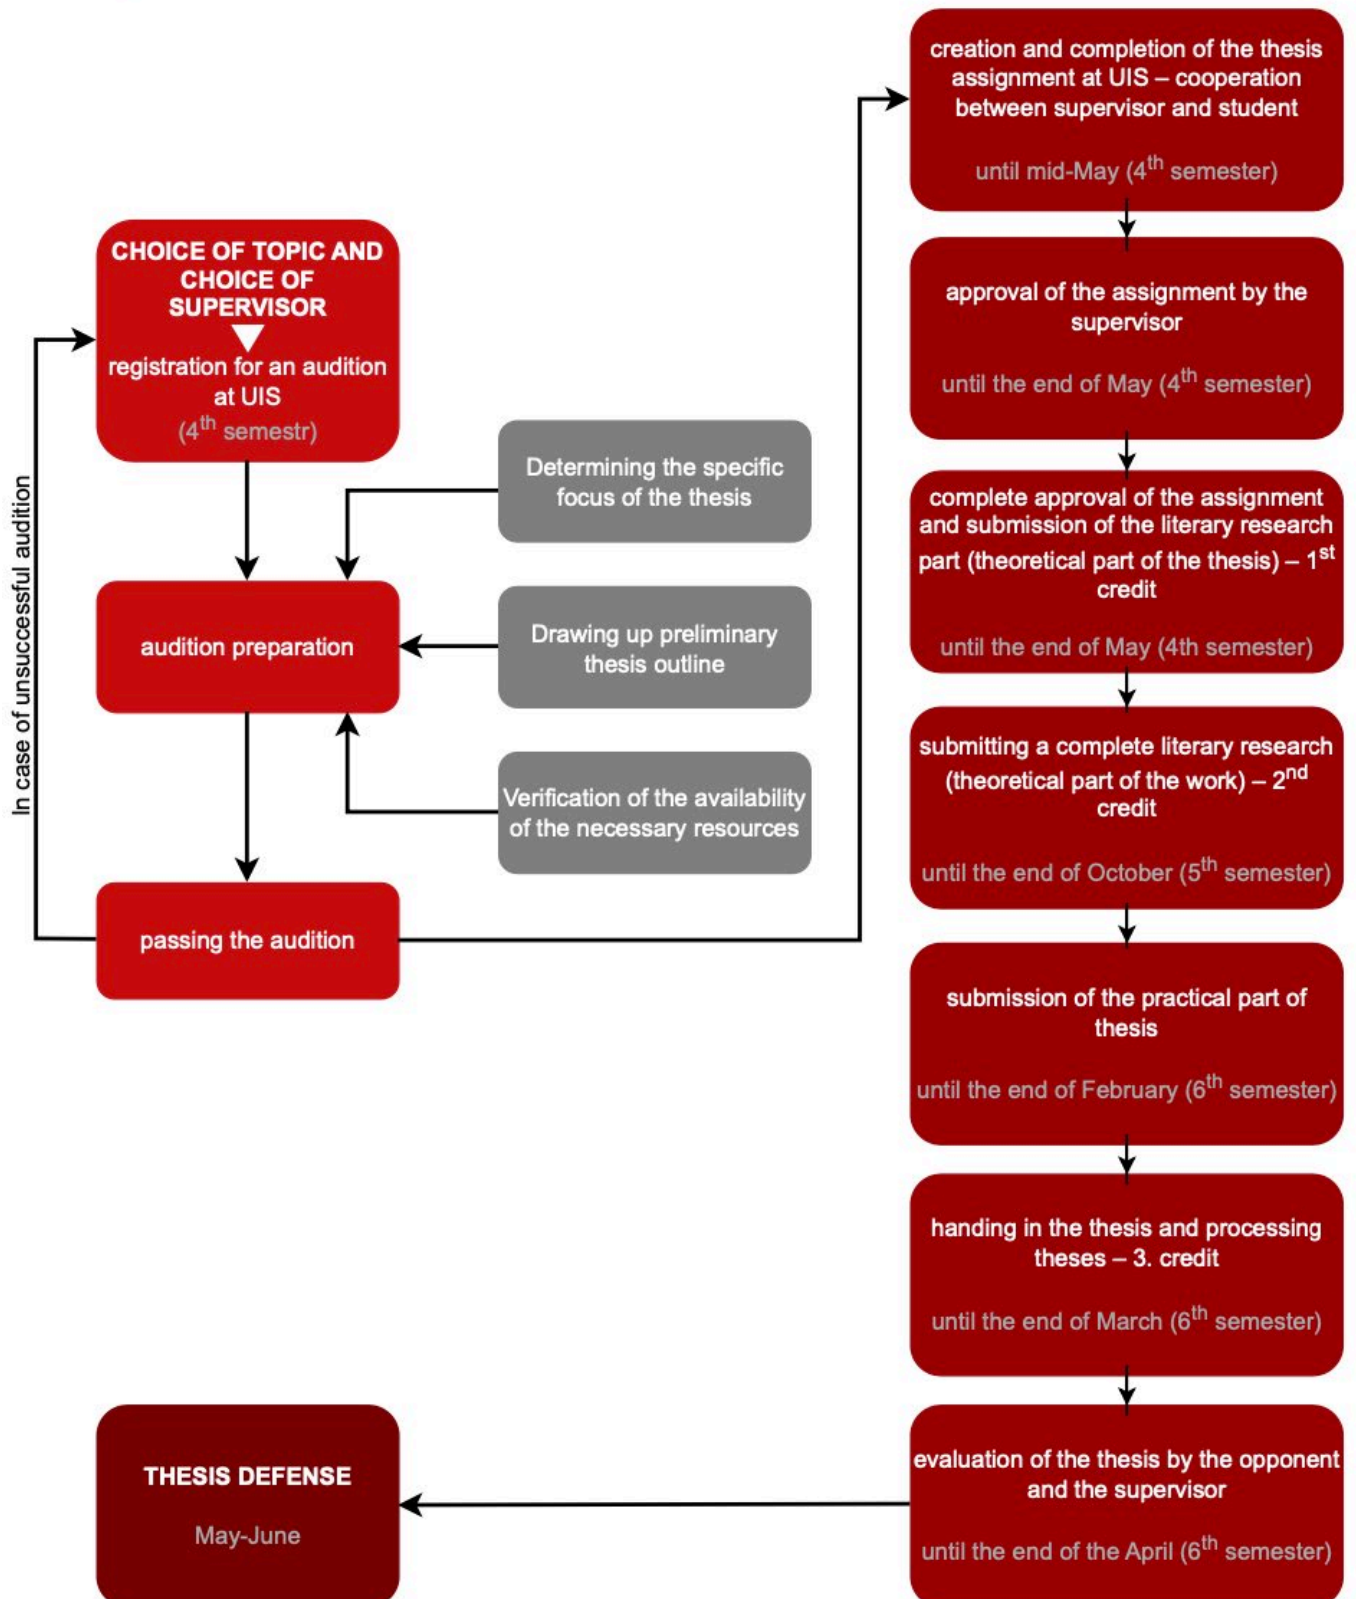 CHOICE OF TOPIC AND
CHOICE OF
SUPERVISOR
registration for an audition
at UIS
(4th semestr)
In case of unsuccessful audition
Determining the specific
focus of the thesis
audition preparation
Drawing up preliminary
thesis outline
Verification of the availability
of the necessary resources
passing the audition
creation and completion of the thesis
assignment at UIS – cooperation
between supervisor and student
until mid-May (4th semester)
approval of the assignment by the
supervisor
until the end of May (4th semester)
complete approval of the assignment
and submission of the literary research
part (theoretical part of the thesis) – 1st
credit
until the end of May (4th semester)
submitting a complete literary research
(theoretical part of the work) – 2nd
credit
until the end of October (5th semester)
submission of the practical part of
thesis
until the end of February (6th semester)
handing in the thesis and processing
theses – 3. credit
until the end of March (6th semester)
evaluation of the thesis by the opponent
and the supervisor
until the end of the April (6th semester)
THESIS DEFENSE
May-June